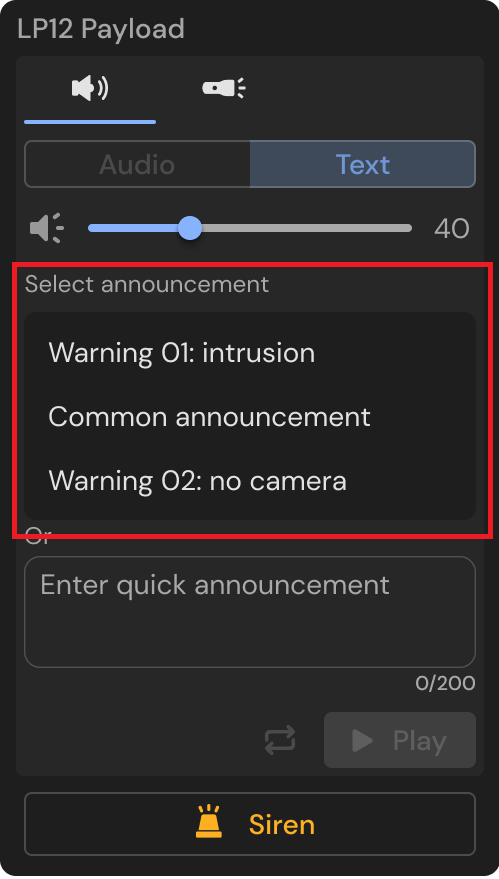 LP12 Payload
Audio
Text
40
Select announcement
Warning 01: intrusion
Common announcement
Warning 02: no camera
Or
Enter quick announcement
0/200
Play
Siren